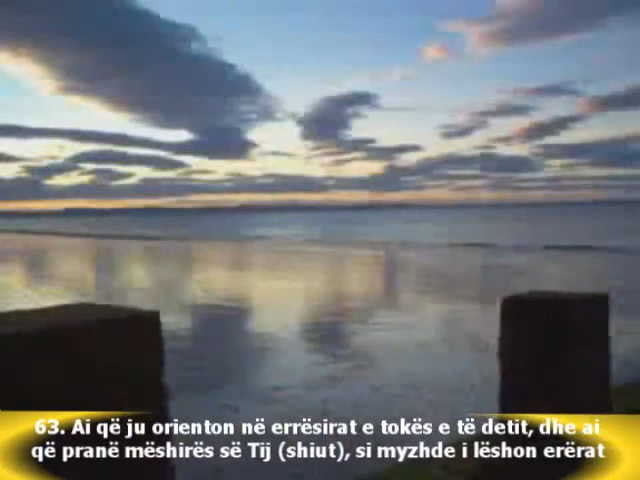 63. Ai që ju orienton në errësirat e tokës e të detit, dhe ai
që pranë mëshirës së Tij (shiut), si myzhde i lëshon erërat